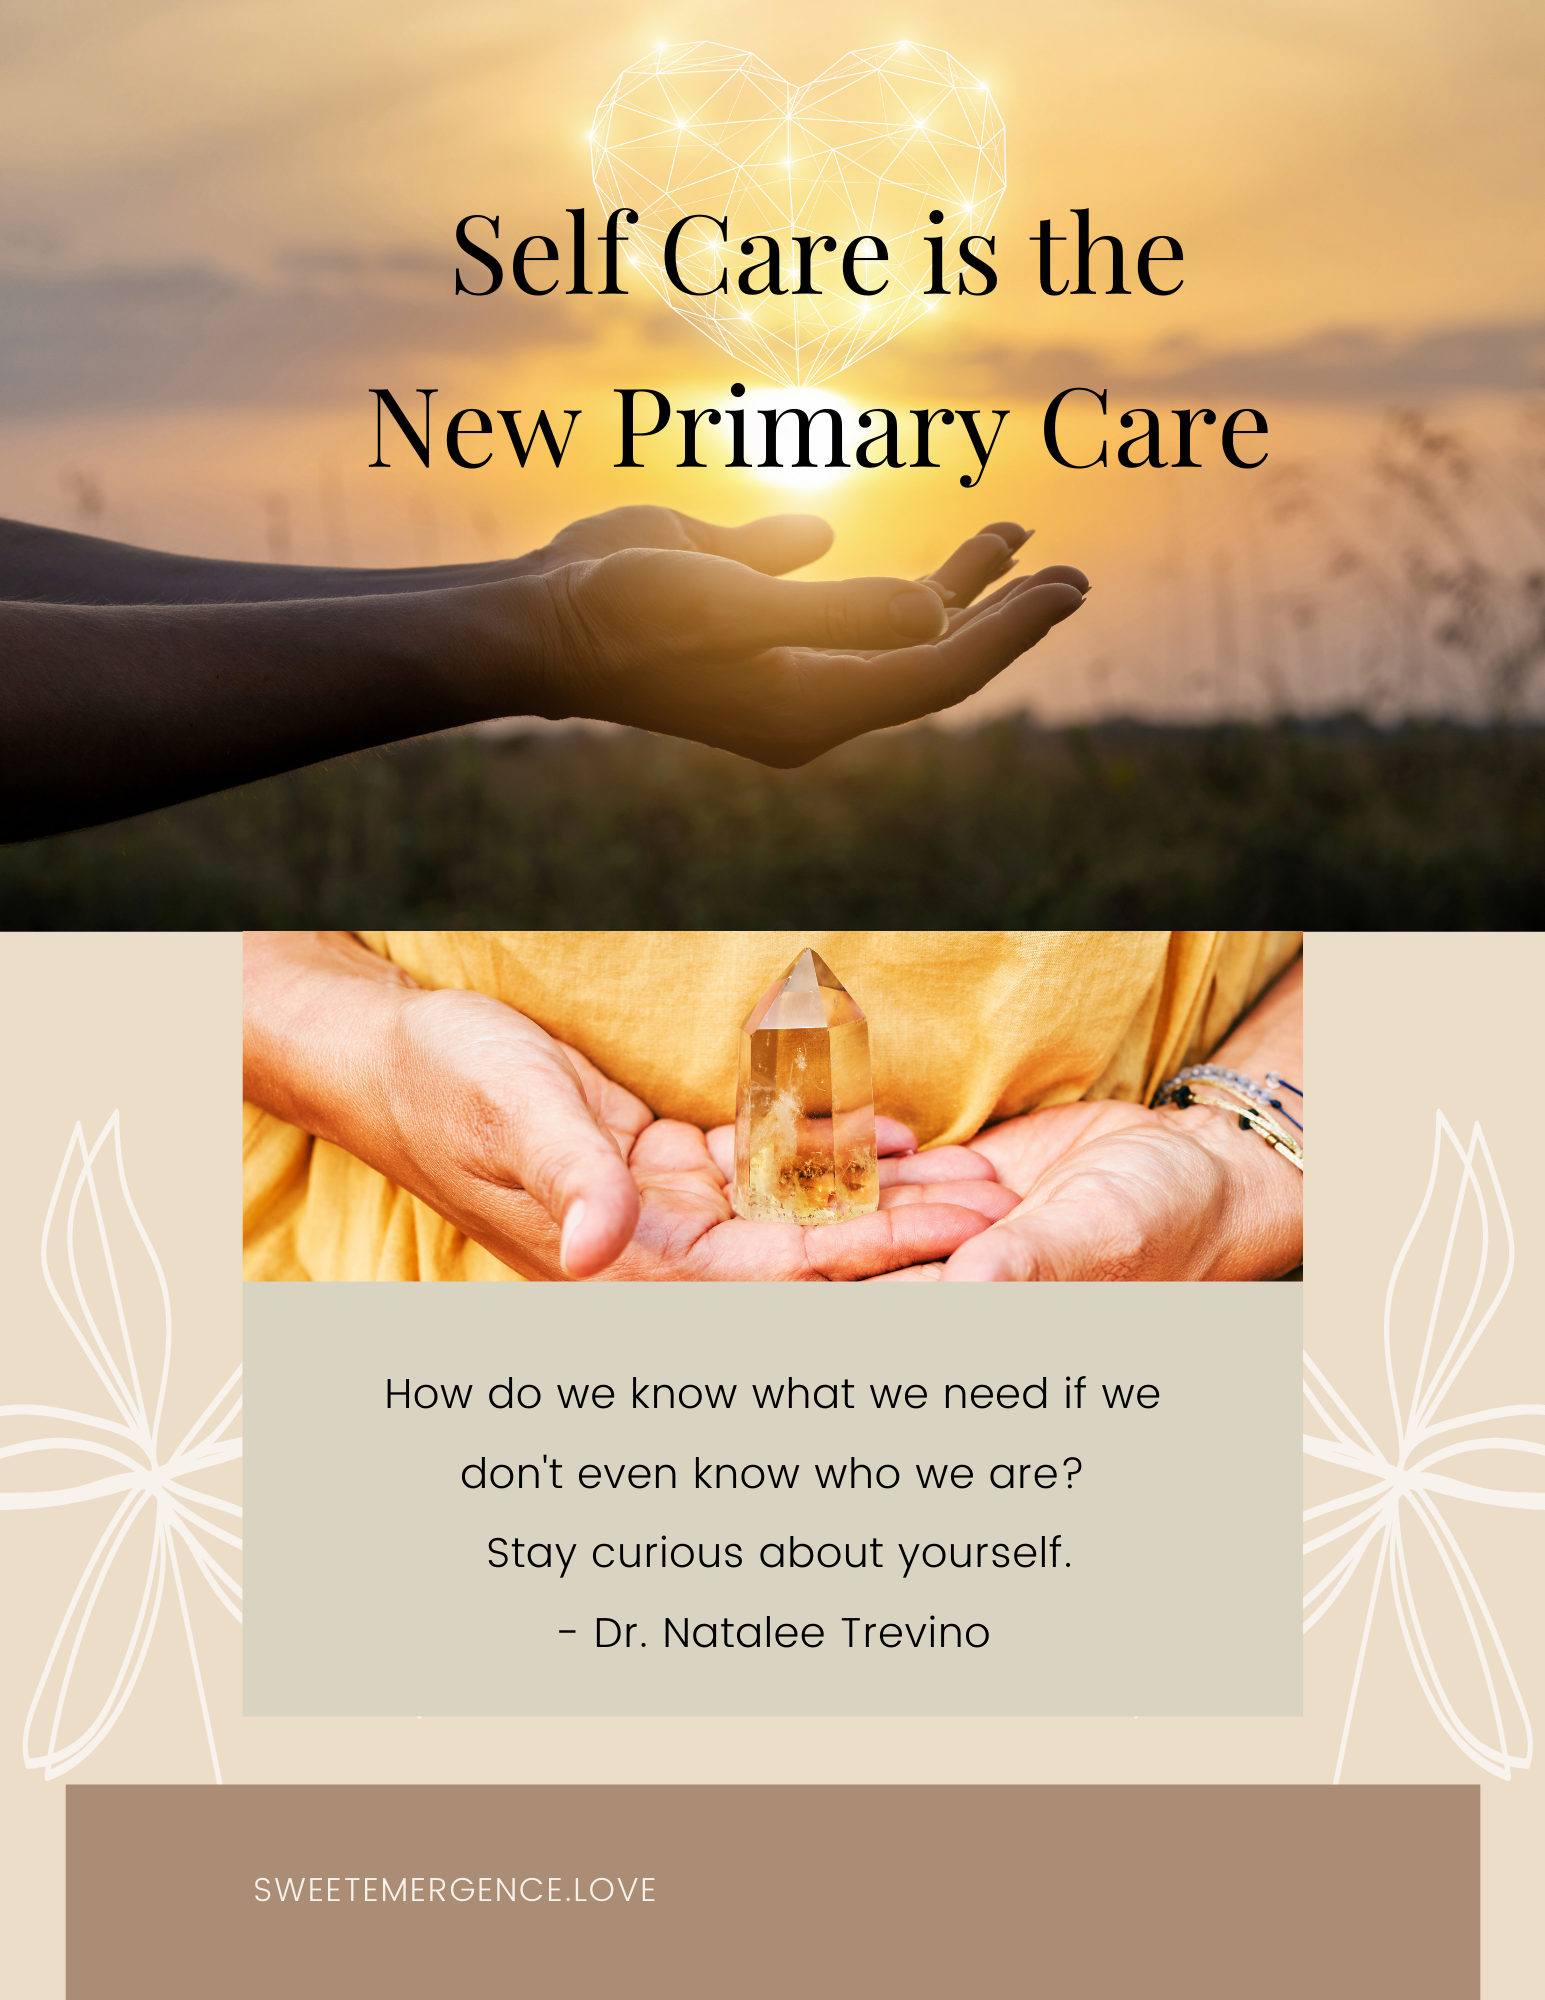 Self Care is the
New Primary Care
How do we know what we need if we
don't even know who we are?
Stay curious about yourself.
- Dr. Natalee Trevino
SWEETEMERGENCE.LOVE